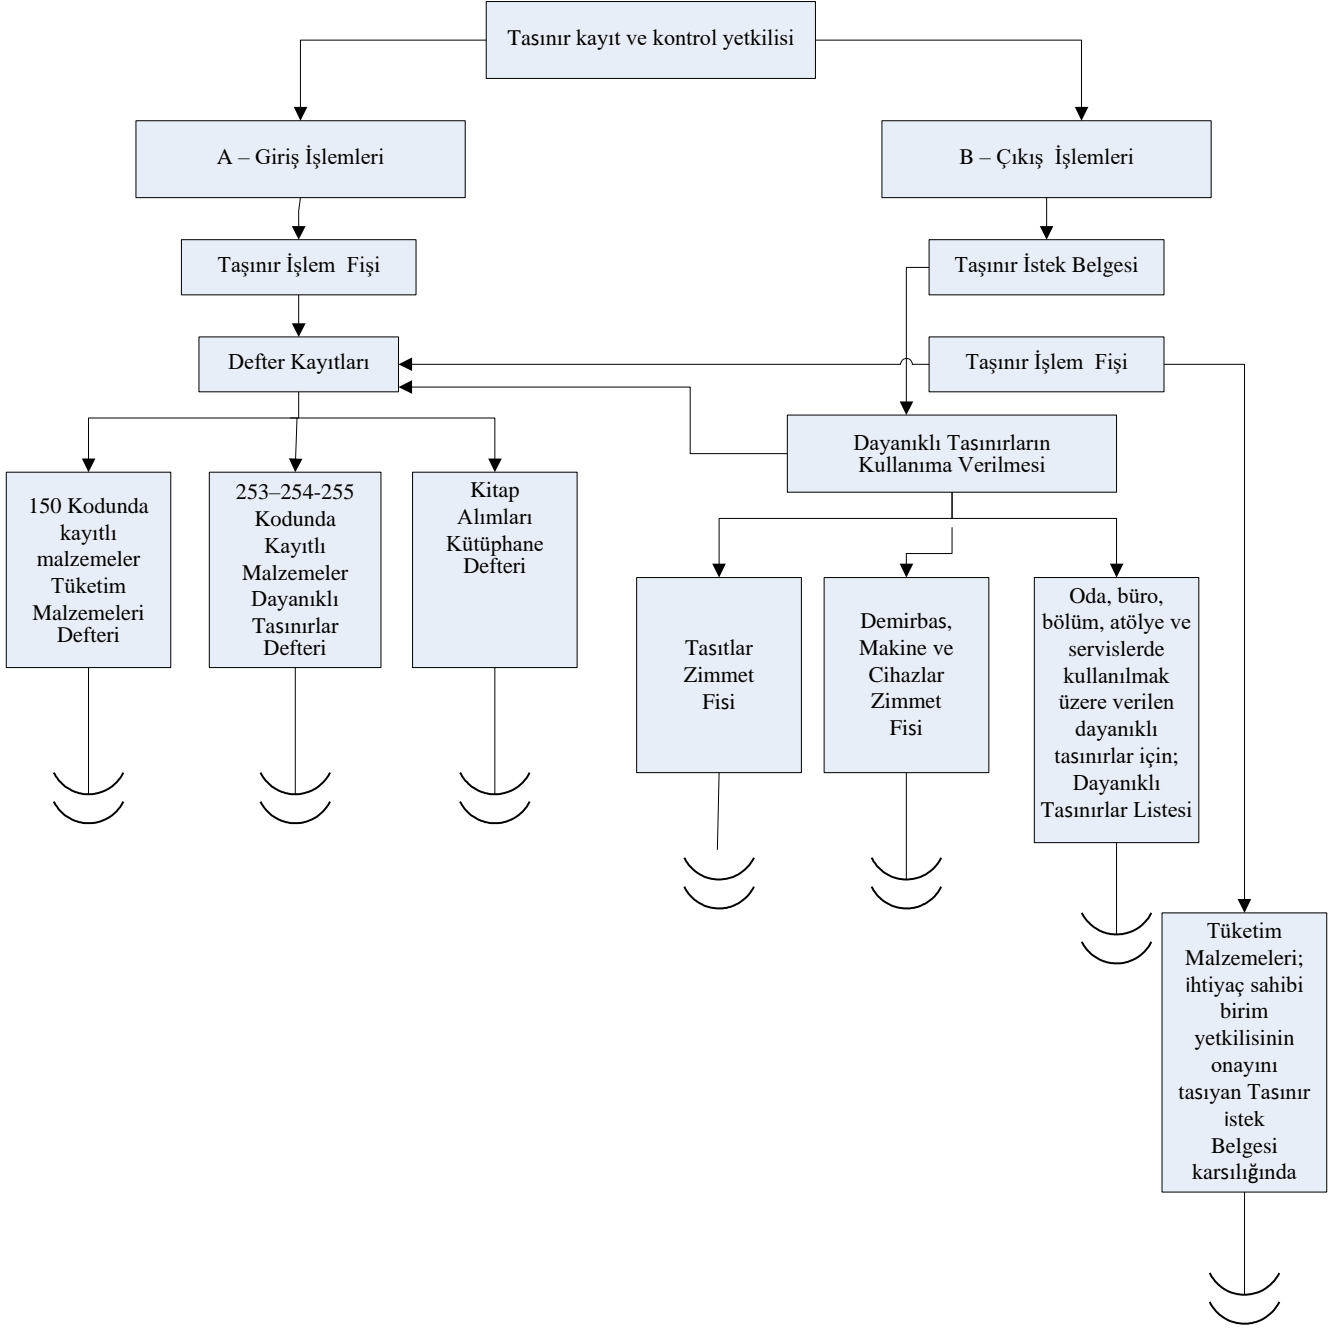 Tasınır kayıt ve kontrol yetkilisi
A – Giriş İşlemleri
B – Çıkış İşlemleri
Taşınır İşlem Fişi
Taşınır İstek Belgesi
Defter Kayıtları
Taşınır İşlem Fişi
Dayanıklı Tasınırların
Kullanıma Verilmesi
150 Kodunda
kayıtlı
malzemeler
Tüketim
Malzemeleri
Defteri
253–254-255
Kodunda
Kayıtlı
Malzemeler
Dayanıklı
Tasınırlar
Defteri
Kitap
Alımları
Kütüphane
Defteri
Tasıtlar
Zimmet
Fisi
Demirbas,
Makine ve
Cihazlar
Zimmet
Fisi
Oda, büro,
bölüm, atölye ve
servislerde
kullanılmak
üzere verilen
dayanıklı
tasınırlar için;
Dayanıklı
Tasınırlar Listesi
Tüketim
Malzemeleri;
ihtiyaç sahibi
birim
yetkilisinin
onayını
tasıyan Tasınır
istek
Belgesi
karsılığında